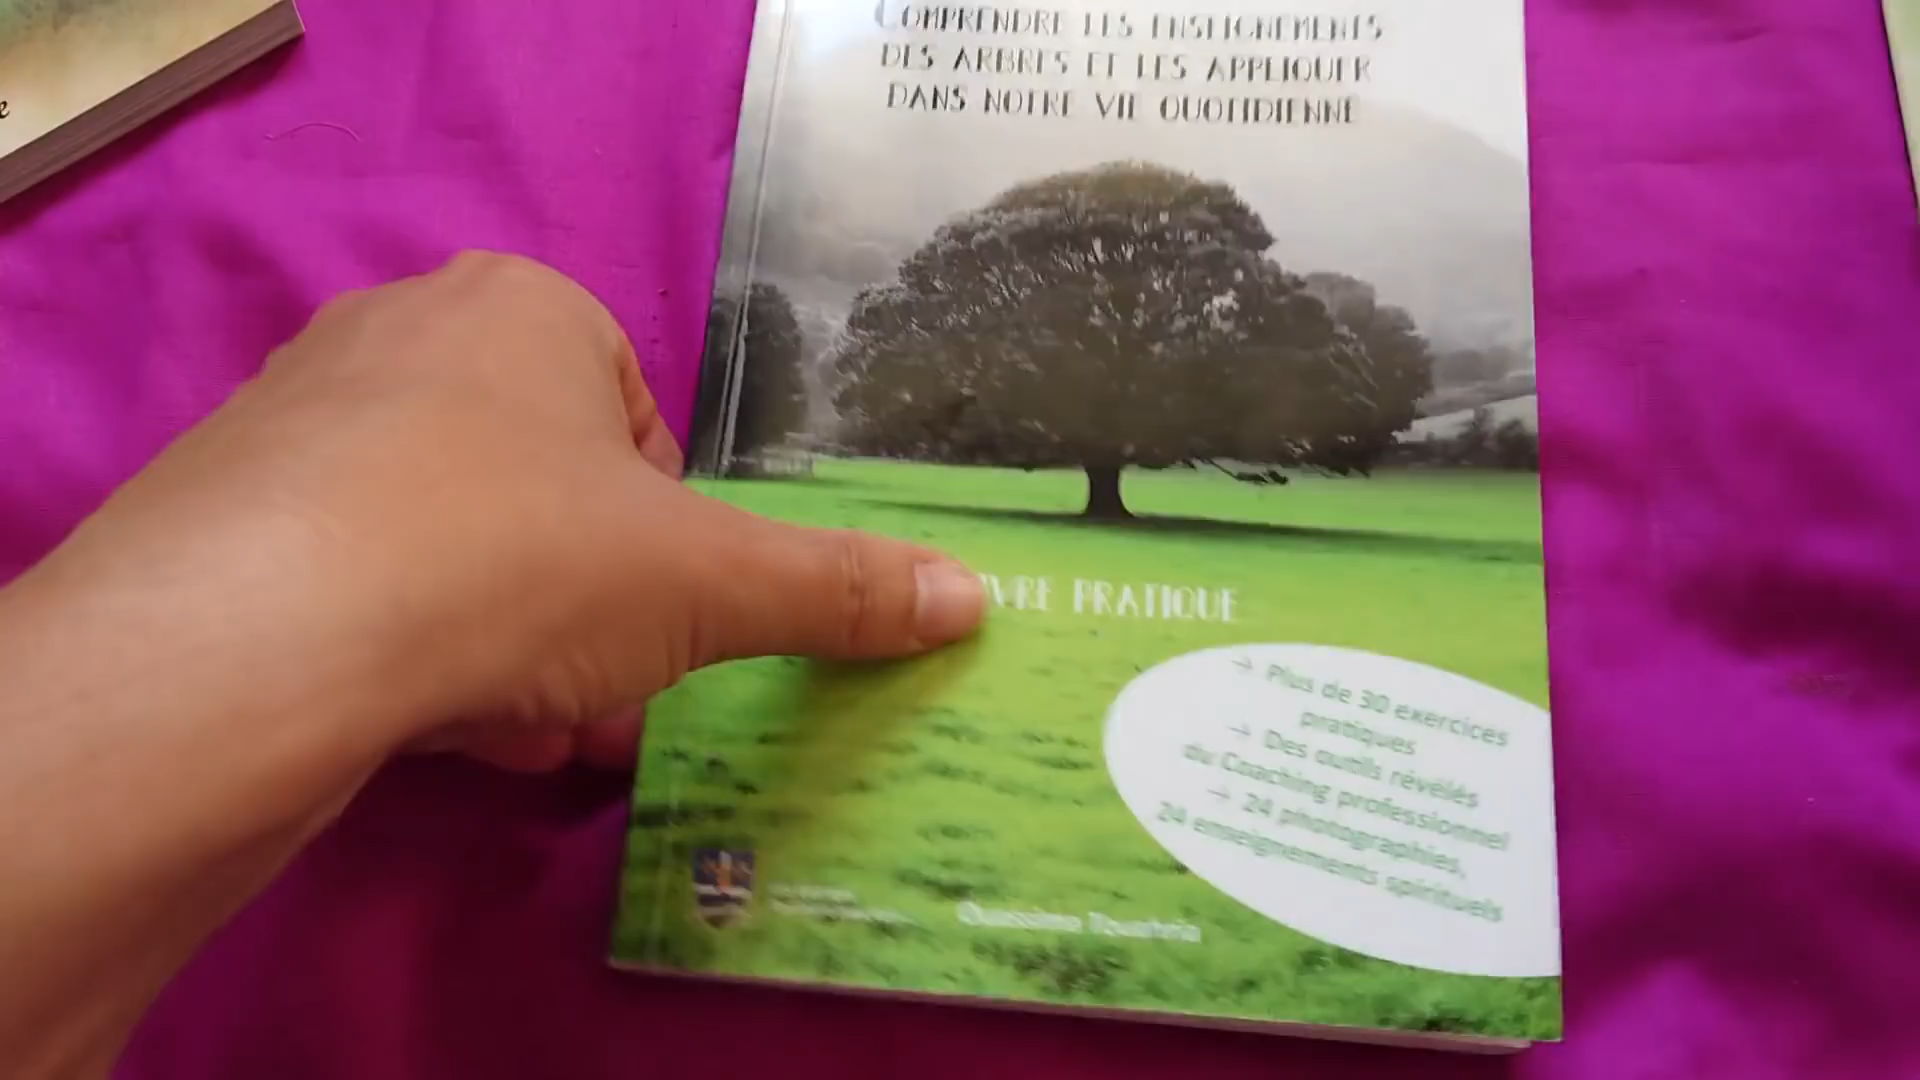 COMPRENDRE LES ENSEIGNEMENTS
DES ARBRES ET LES APPLIQUER
DANS NOTRE VIE QUOTIDIENNE
IVRE PRATIQUE
→ Plus de 30 exercices
pratiques
→ Des outils révélés
du Coaching professionnel
→ 24 photographies,
24 enseignements spirituels
e